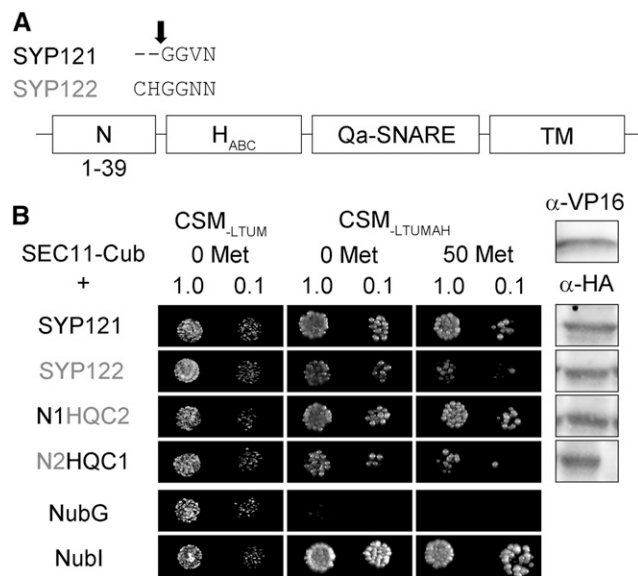 A
SYP121 --GGVN
SYP122 CHGGNN
N H_ABC Qa-SNARE TM
1-39
B
CSM-LTUM CSM-LTUMAH α-VP16
SEC11-Cub 0 Met 0 Met 50 Met
+ 1.0 0.1 1.0 0.1 1.0 0.1 α-HA
SYP121
SYP122
N1HQC2
N2HQC1
NubG
NubI